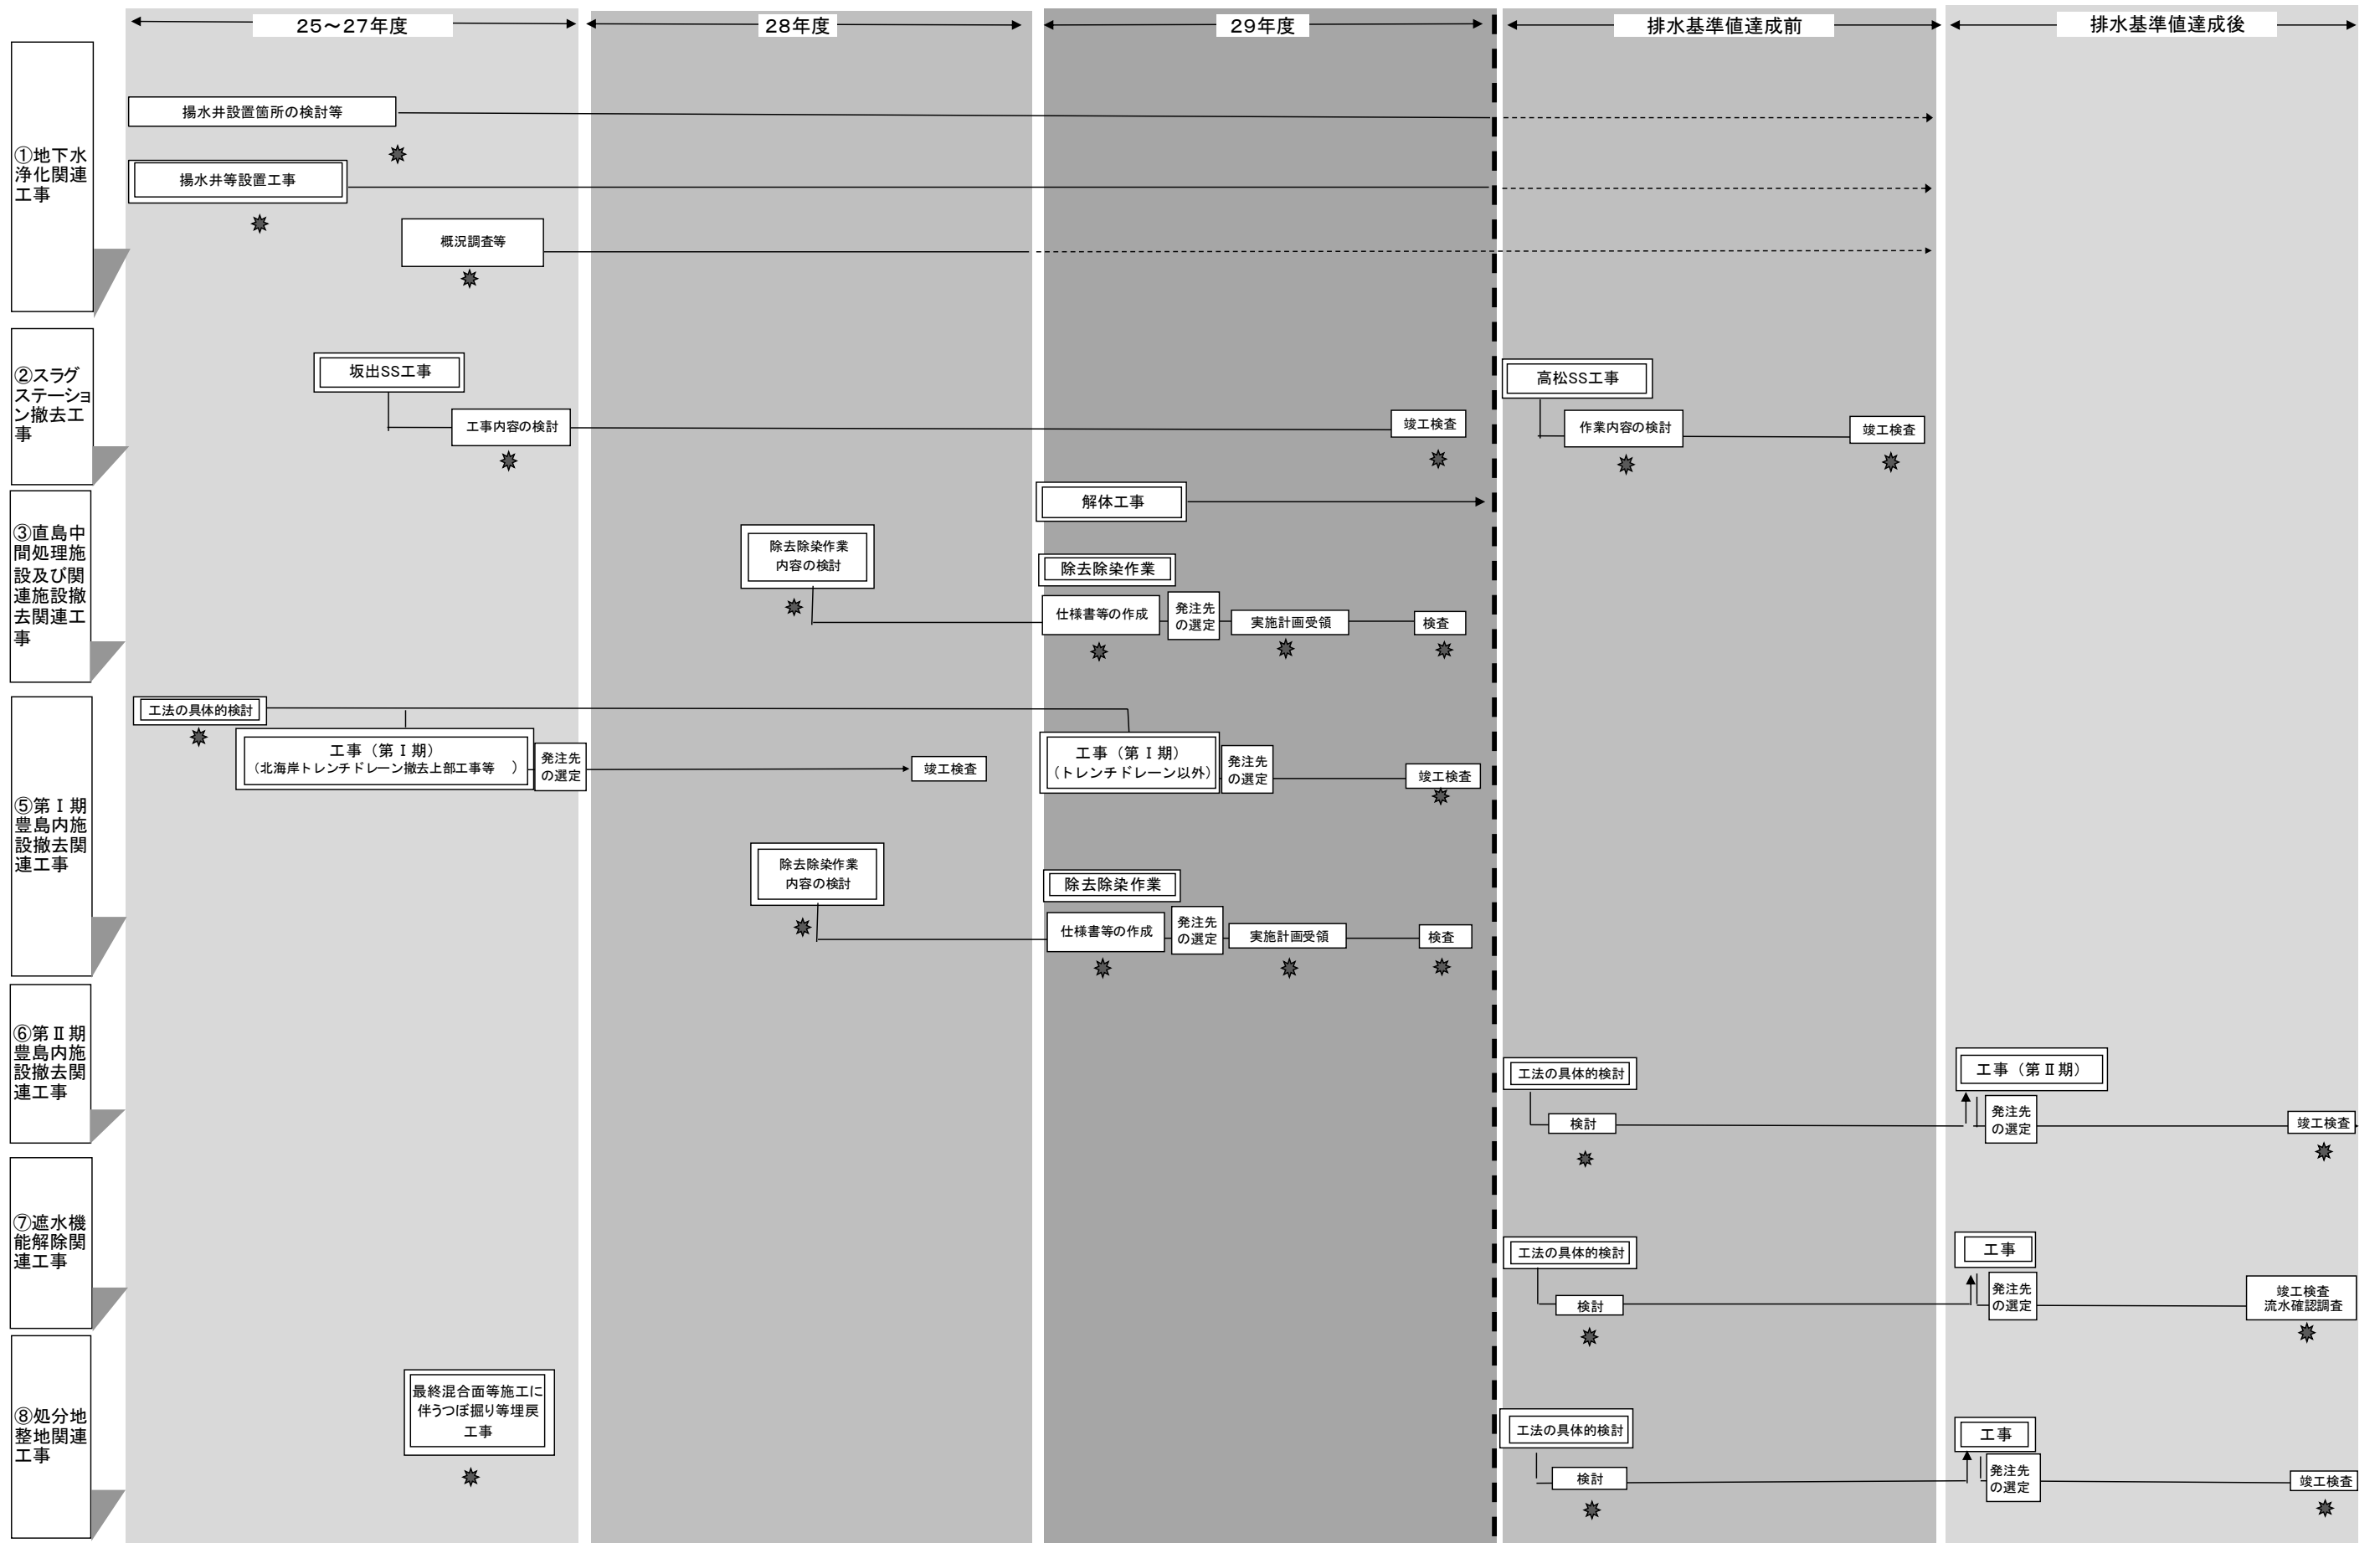 25～27年度
28年度
29年度
排水基準値達成前
排水基準値達成後
①地下水
浄化関連
工事
揚水井設置箇所の検討等
揚水井等設置工事
概況調査等
②スラグ
ステーショ
ン撤去工
事
坂出SS工事
工事内容の検討
竣工検査
高松SS工事
作業内容の検討
竣工検査
③直島中
間処理施
設及び関
連施設撤
去関連工
事
解体工事
除去除染作業
内容の検討
除去除染作業
仕様書等の作成
発注先
の選定
実施計画受領
検査
⑤第Ⅰ期
豊島内施
設撤去関
連工事
工法の具体的検討
工事（第Ⅰ期）
（北海岸トレンチドレーン撤去上部工事等　）
発注先
の選定
竣工検査
工事（第Ⅰ期）
（トレンチドレーン以外）
発注先
の選定
竣工検査
除去除染作業
内容の検討
除去除染作業
仕様書等の作成
発注先
の選定
実施計画受領
検査
⑥第Ⅱ期
豊島内施
設撤去関
連工事
工法の具体的検討
検討
工事（第Ⅱ期）
発注先
の選定
竣工検査
⑦遮水機
能解除関
連工事
工法の具体的検討
検討
工事
発注先
の選定
竣工検査
流水確認調査
⑧処分地
整地関連
工事
最終混合面等施工に
伴うつぼ掘り等埋戻
工事
工法の具体的検討
検討
工事
発注先
の選定
竣工検査